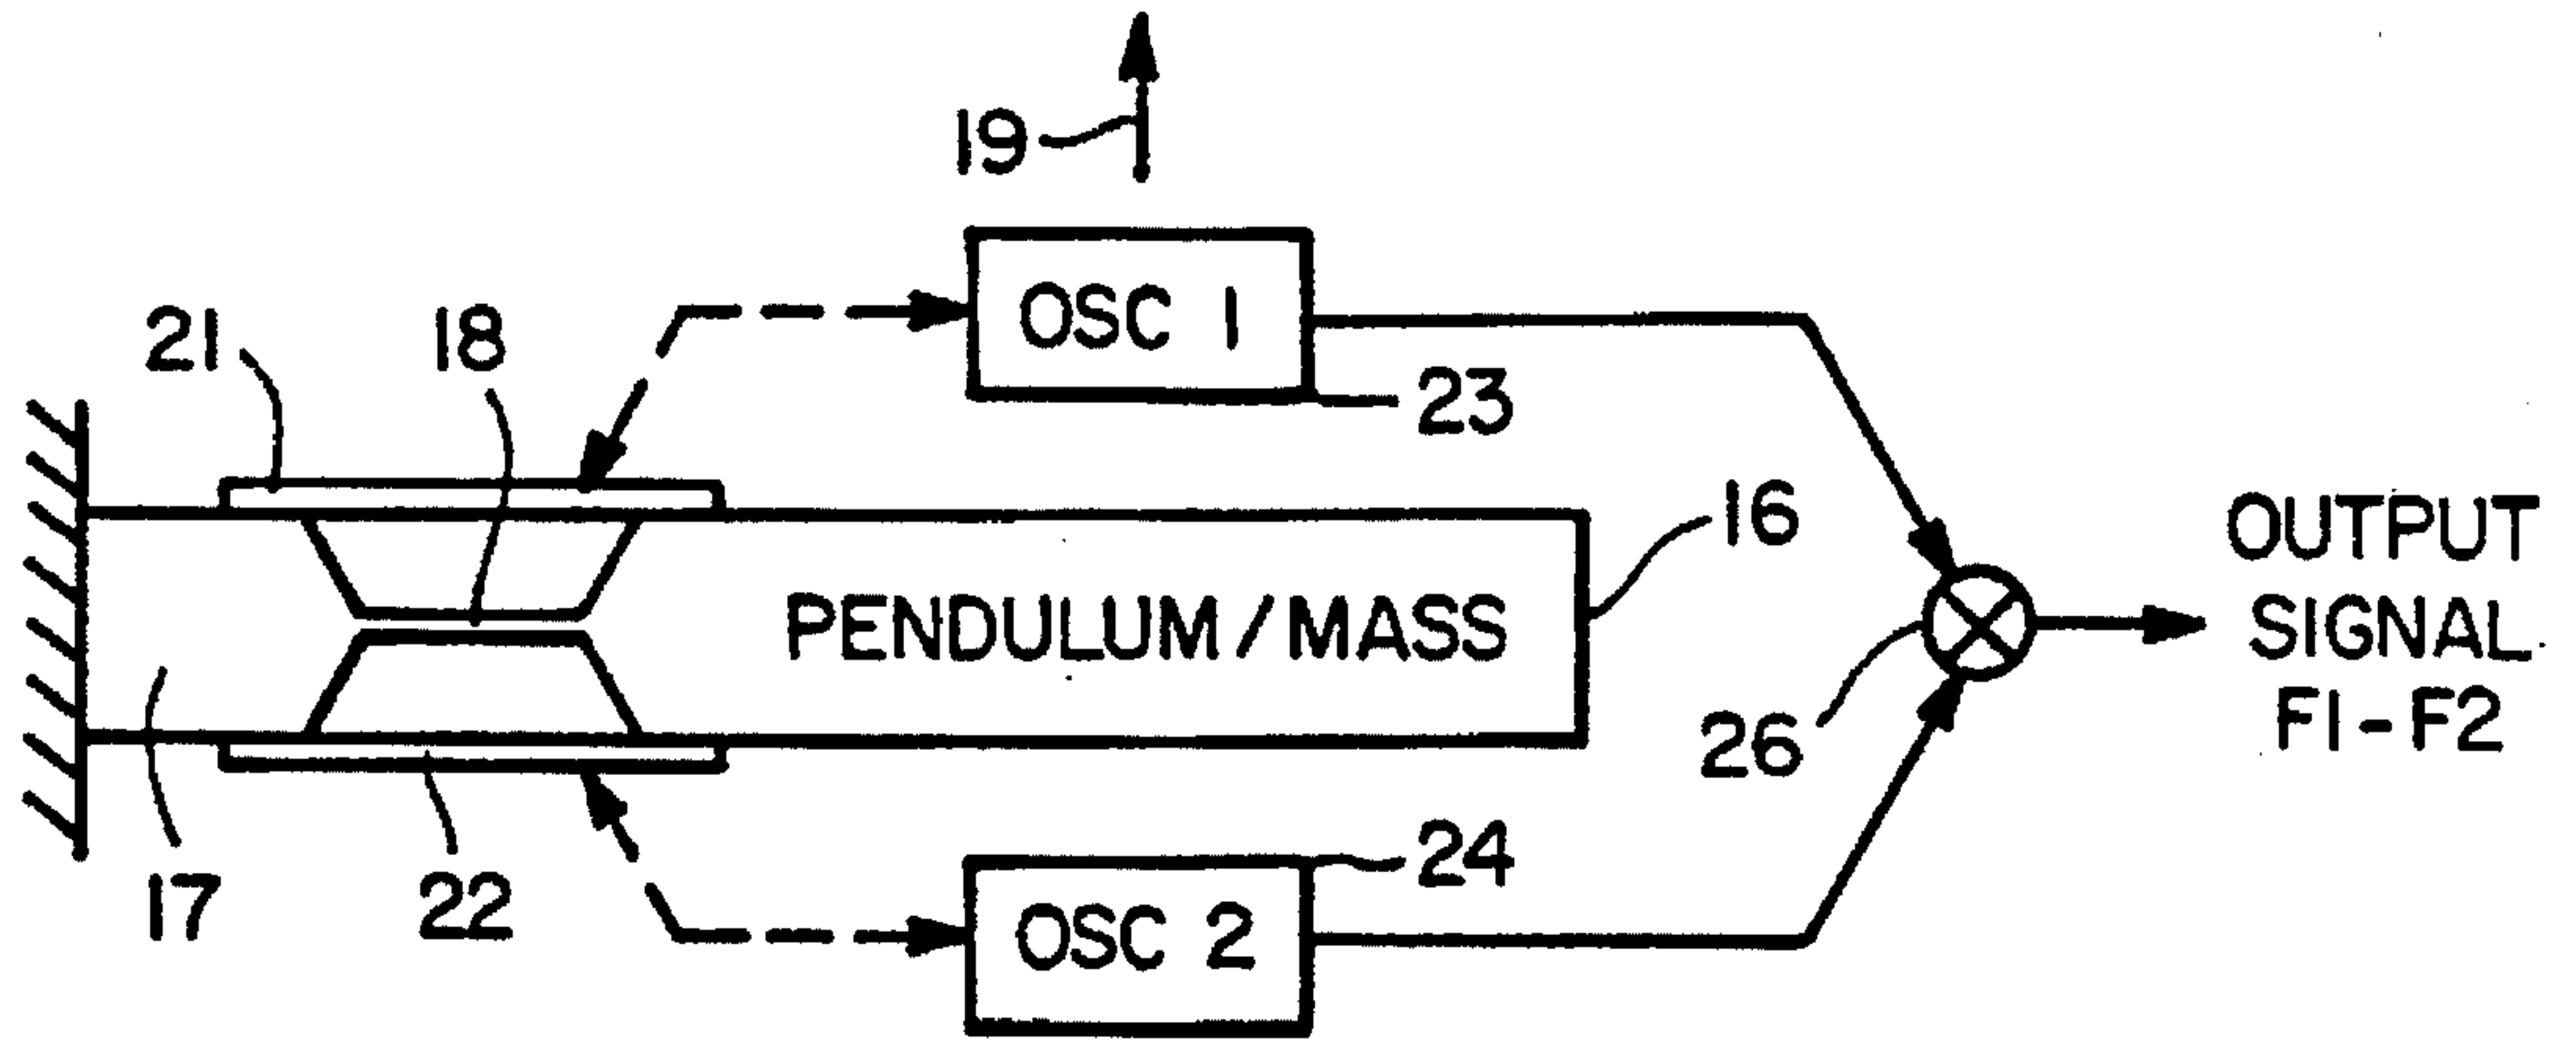 19
OSC 1
23
21
18
16
PENDULUM/MASS
OUTPUT
SIGNAL
F1-F2
26
17
22
24
OSC 2